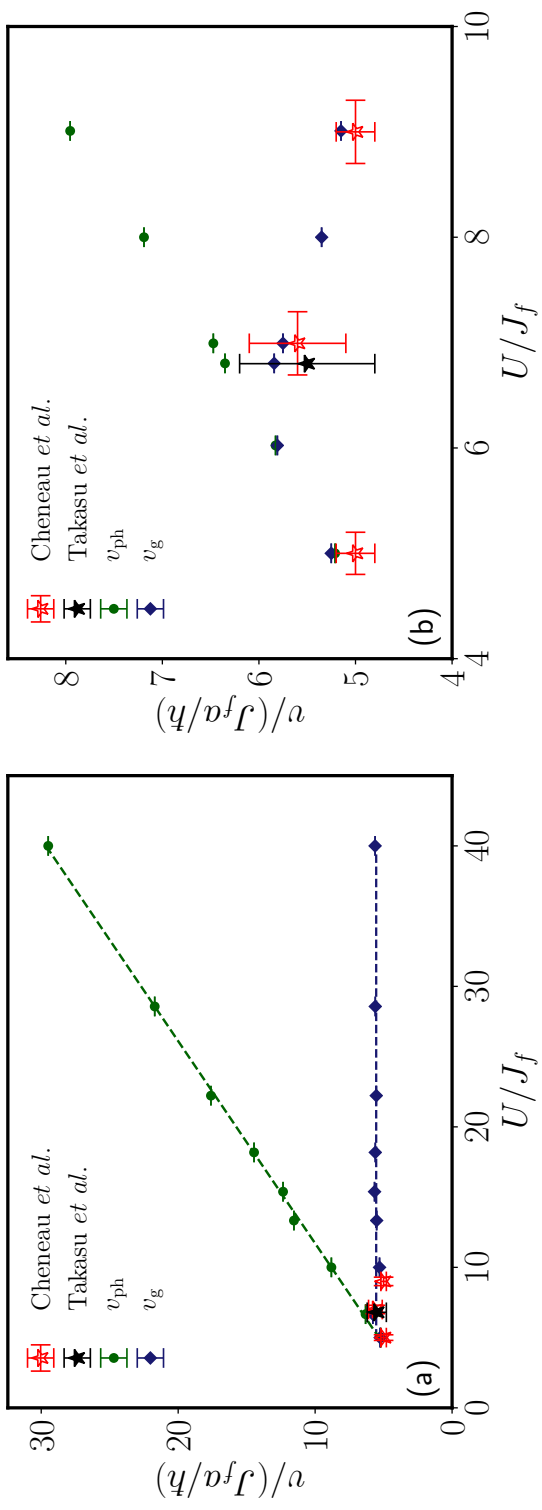 v/(J_f a/ħ)
30
20
10
0
Cheneau et al.
Takasu et al.
v_ph
v_g
(a)
0
10
20
30
40
U/J_f
v/(J_f a/ħ)
8
7
6
5
4
Cheneau et al.
Takasu et al.
v_ph
v_g
(b)
4
6
8
10
U/J_f